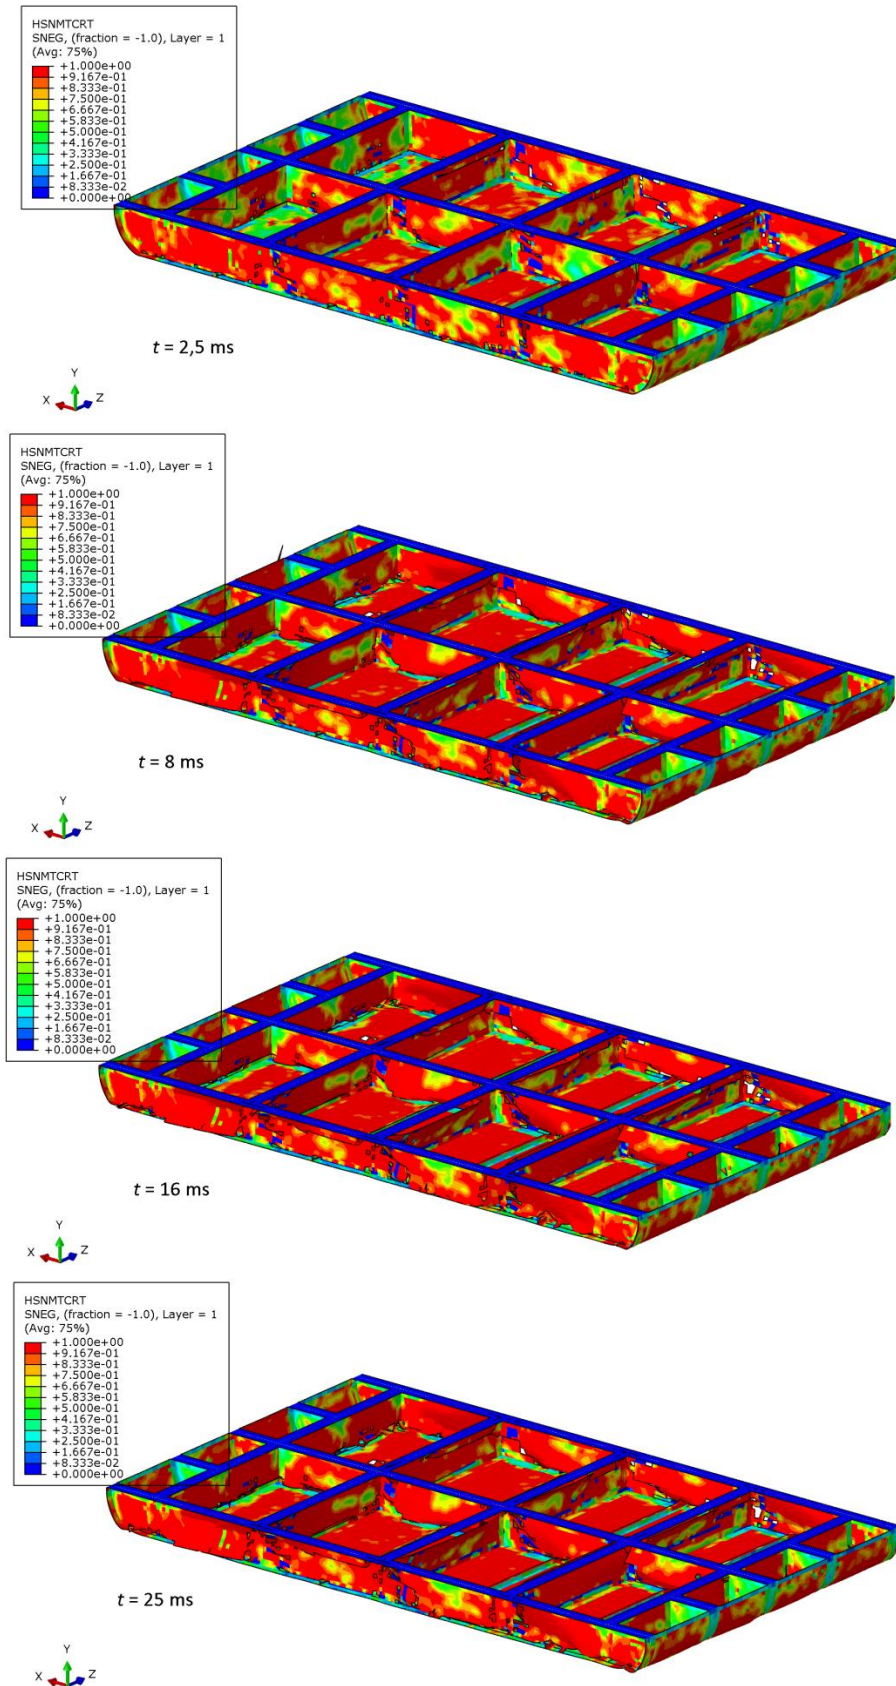 HSNMTCRT
SNEG, (fraction = -1.0), Layer = 1
(Avg: 75%)
+1.000e+00
+9.167e-01
+8.333e-01
+7.500e-01
+6.667e-01
+5.833e-01
+5.000e-01
+4.167e-01
+3.333e-01
+2.500e-01
+1.667e-01
+8.333e-02
+0.000e+00
t = 2,5 ms
Y
X
Z
HSNMTCRT
SNEG, (fraction = -1.0), Layer = 1
(Avg: 75%)
+1.000e+00
+9.167e-01
+8.333e-01
+7.500e-01
+6.667e-01
+5.833e-01
+5.000e-01
+4.167e-01
+3.333e-01
+2.500e-01
+1.667e-01
+8.333e-02
+0.000e+00
t = 8 ms
Y
X
Z
HSNMTCRT
SNEG, (fraction = -1.0), Layer = 1
(Avg: 75%)
+1.000e+00
+9.167e-01
+8.333e-01
+7.500e-01
+6.667e-01
+5.833e-01
+5.000e-01
+4.167e-01
+3.333e-01
+2.500e-01
+1.667e-01
+8.333e-02
+0.000e+00
t = 16 ms
Y
X
Z
HSNMTCRT
SNEG, (fraction = -1.0), Layer = 1
(Avg: 75%)
+1.000e+00
+9.167e-01
+8.333e-01
+7.500e-01
+6.667e-01
+5.833e-01
+5.000e-01
+4.167e-01
+3.333e-01
+2.500e-01
+1.667e-01
+8.333e-02
+0.000e+00
t = 25 ms
Y
X
Z